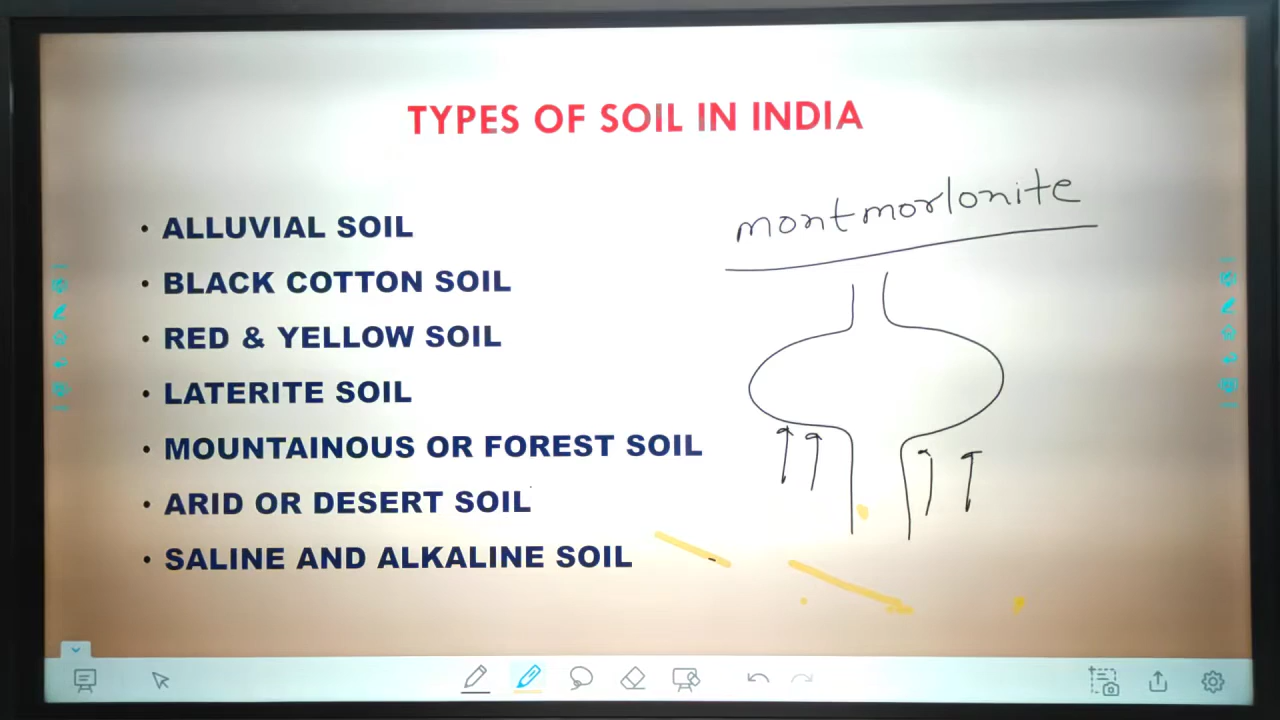 TYPES OF SOIL IN INDIA
• ALLUVIAL SOIL
• BLACK COTTON SOIL
• RED & YELLOW SOIL
• LATERITE SOIL
• MOUNTAINOUS OR FOREST SOIL
• ARID OR DESERT SOIL
• SALINE AND ALKALINE SOIL
montmorlonite